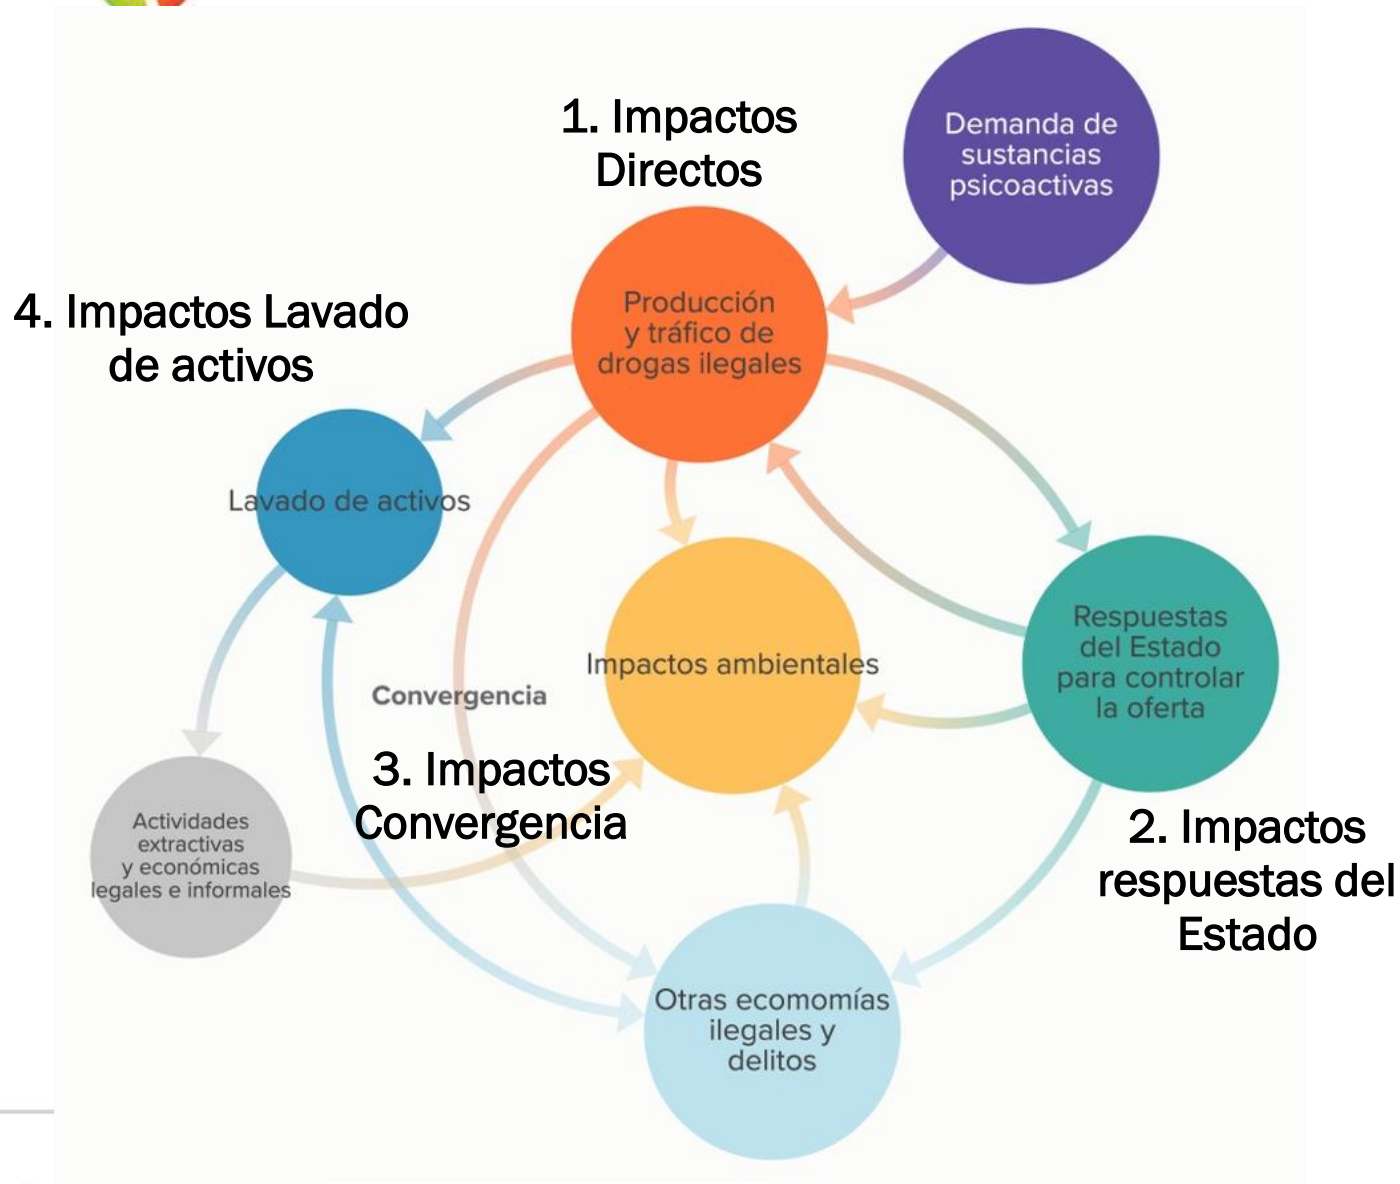 1. Impactos
Directos
Demanda de
sustancias
psicoactivas
4. Impactos Lavado
de activos
Producción
y tráfico de
drogas ilegales
Lavado de activos
Respuestas
del Estado
para controlar
la oferta
Impactos ambientales
Convergencia
3. Impactos
Convergencia
Actividades
extractivas
y económicas
legales e informales
2. Impactos
respuestas del
Estado
Otras ecomomías
ilegales y
delitos